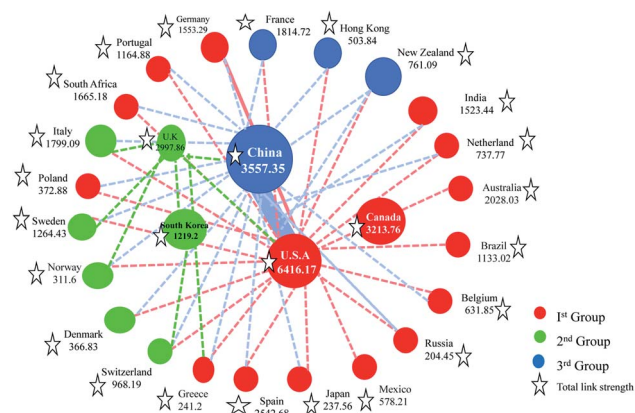 Germany
1553.29
France
1814.72
Hong Kong
503.84
Portugal
1164.88
New Zealand
761.09
South Africa
1665.18
India
1523.44
Italy
1799.09
U.K
2997.86
China
3557.35
Netherland
737.77
Poland
372.88
Australia
2028.03
Canada
3213.76
Sweden
1264.43
South Korea
1219.2
Brazil
1133.02
U.S.A
6416.17
Norway
311.6
Belgium
631.85
Denmark
366.83
Russia
204.45
Switzerland
968.19
Greece
241.2
Spain
2542.68
Japan
237.56
Mexico
578.21
Ist Group
2nd Group
3rd Group
Total link strength